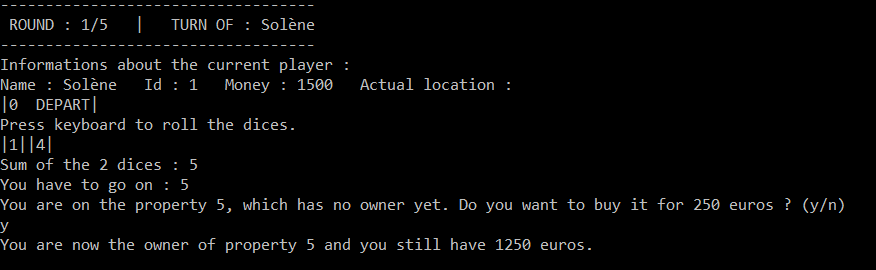 -----------------------------------
ROUND : 1/5   |   TURN OF : Solène
-----------------------------------
Informations about the current player :
Name : Solène   Id : 1   Money : 1500   Actual location :
|0  DEPART|
Press keyboard to roll the dices.
|1||4|
Sum of the 2 dices : 5
You have to go on : 5
You are on the property 5, which has no owner yet. Do you want to buy it for 250 euros ? (y/n)
y
You are now the owner of property 5 and you still have 1250 euros.